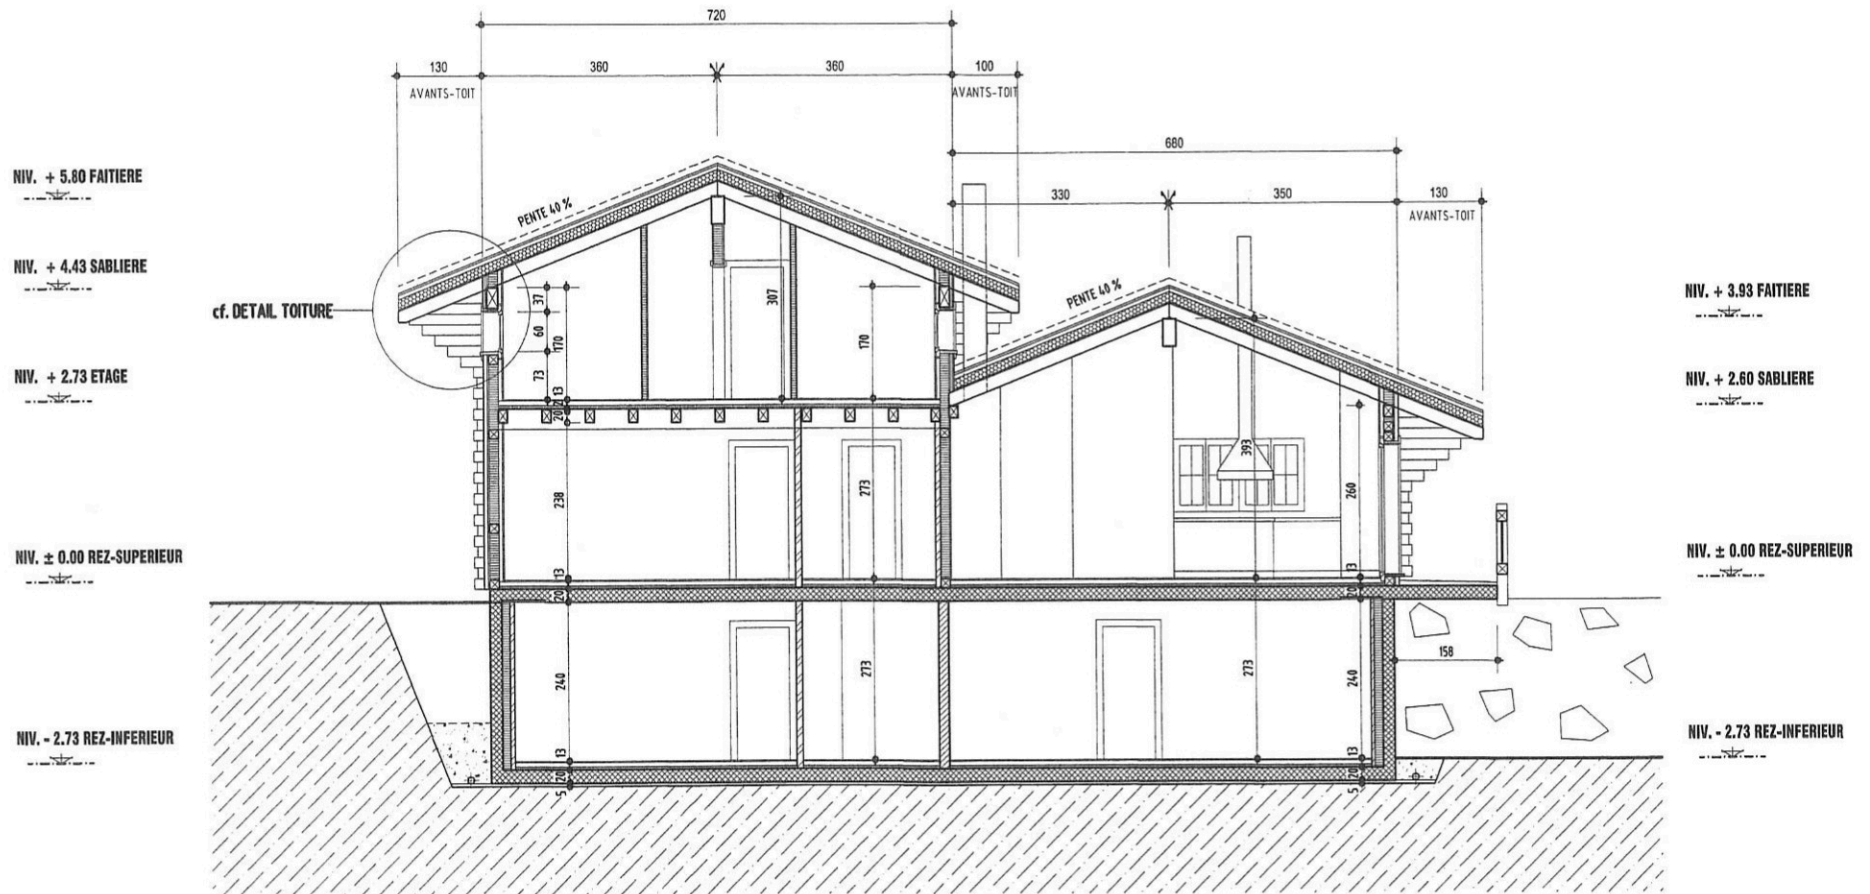 720
130
360
360
100
AVANTS-TOIT
AVANTS-TOIT
680
NIV. + 5.80 FAITIERE
PENTE 40 %
330
350
130
AVANTS-TOIT
NIV. + 4.43 SABLIERE
cf. DETAIL TOITURE
37
60
170
73
13
20
307
170
PENTE 40 %
NIV. + 3.93 FAITIERE
NIV. + 2.73 ETAGE
NIV. + 2.60 SABLIERE
238
273
393
260
NIV. ± 0.00 REZ-SUPERIEUR
13
20
13
20
NIV. ± 0.00 REZ-SUPERIEUR
240
273
273
240
158
NIV. - 2.73 REZ-INFERIEUR
13
20
5
13
20
5
NIV. - 2.73 REZ-INFERIEUR